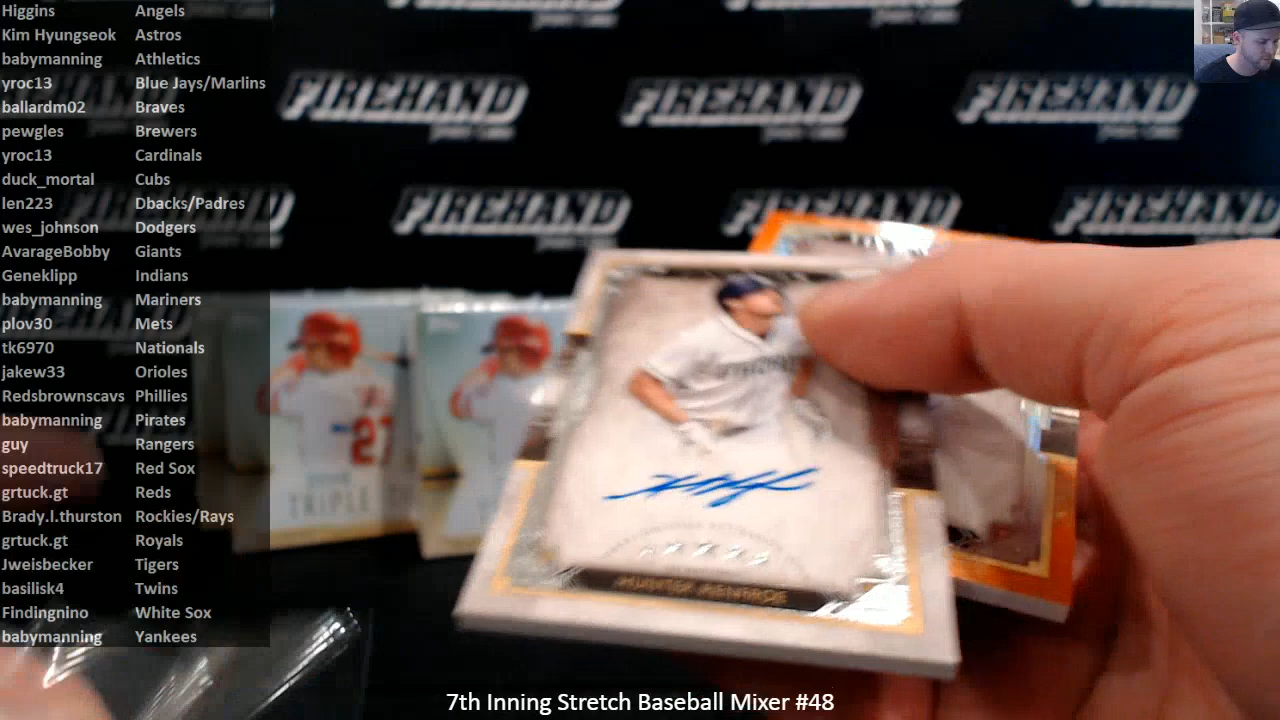 Higgins Angels
Kim Hyungseok Astros
babymanning Athletics
yroc13 Blue Jays/Marlins
ballardm02 Braves
pewgles Brewers
yroc13 Cardinals
duck_mortal Cubs
len223 Dbacks/Padres
wes_johnson Dodgers
AvarageBobby Giants
Geneklipp Indians
babymanning Mariners
plov30 Mets
tk6970 Nationals
jakew33 Orioles
Redsbrownscavs Phillies
babymanning Pirates
guy Rangers
speedtruck17 Red Sox
grtuck.gt Reds
Brady.l.thurston Rockies/Rays
grtuck.gt Royals
Jweisbecker Tigers
basilisk4 Twins
Findingnino White Sox
babymanning Yankees
FIREHAND FIREHAND FIREHAND
FIREHAND FIREHAND FIREHAND
27
TRIPLE
HUNTER RENFROE
7th Inning Stretch Baseball Mixer #48